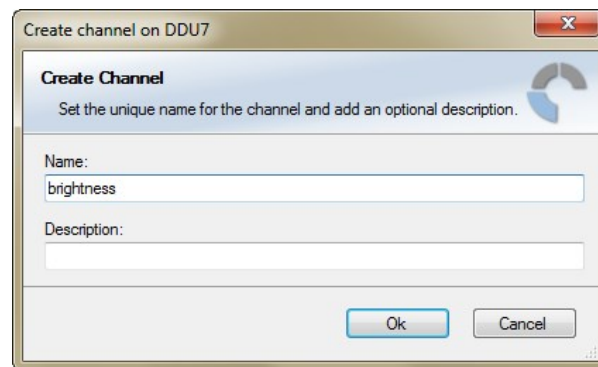 Create channel on DDU7
Create Channel
Set the unique name for the channel and add an optional description.
Name:
brightness
Description:
Ok
Cancel